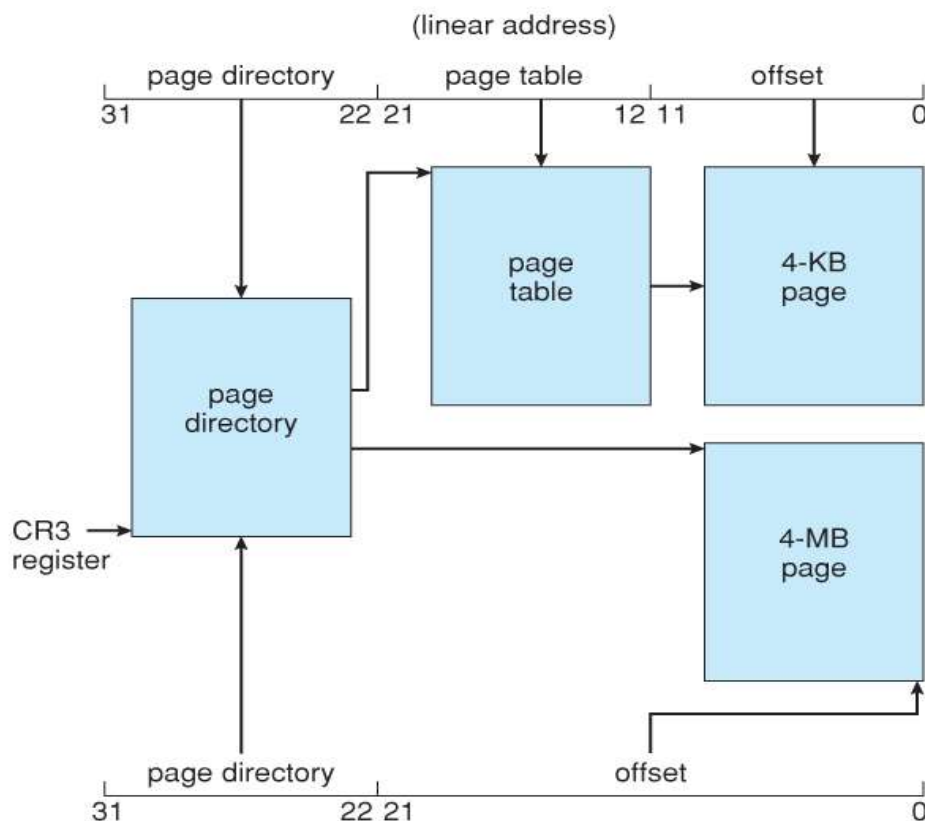 (linear address)
page directory page table offset
31 22 21 12 11 0
page
table
4-KB
page
page
directory
CR3
register
4-MB
page
page directory offset
31 22 21 0